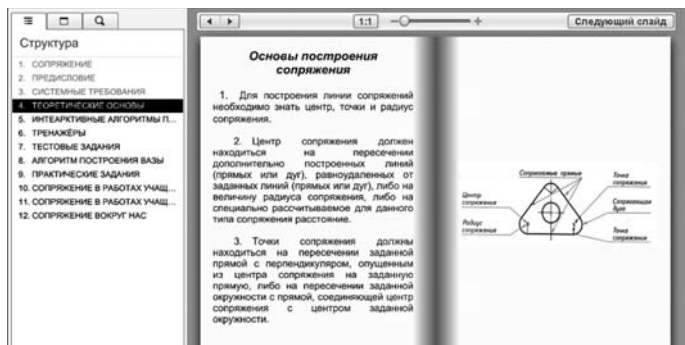 1:1
Следующий слайд
Структура
1. СОПРЯЖЕНИЕ
2. ПРЕДИСЛОВИЕ
3. СИСТЕМНЫЕ ТРЕБОВАНИЯ
4. ТЕОРЕТИЧЕСКИЕ ОСНОВЫ
5. ИНТЕАРКТИВНЫЕ АЛГОРИТМЫ П...
6. ТРЕНАЖЁРЫ
7. ТЕСТОВЫЕ ЗАДАНИЯ
8. АЛГОРИТМ ПОСТРОЕНИЯ ВАЗЫ
9. ПРАКТИЧЕСКИЕ ЗАДАНИЯ
10. СОПРЯЖЕНИЕ В РАБОТАХ УЧАЩ...
11. СОПРЯЖЕНИЕ В РАБОТАХ УЧАЩ...
12. СОПРЯЖЕНИЕ ВОКРУГ НАС
Основы построения
сопряжения
1. Для построения линии сопряжений
необходимо знать центр, точки и радиус
сопряжения.
2. Центр сопряжения должен
находиться на пересечении
дополнительно построенных линий
(прямых или дуг), равноудаленных от
заданных линий (прямых или дуг), либо на
величину радиуса сопряжения, либо на
специально рассчитываемое для данного
типа сопряжения расстояние.
3. Точки сопряжения должны
находиться на пересечении заданной
прямой с перпендикуляром, опущенным
из центра сопряжения на заданную
прямую, либо на пересечении заданной
окружности с прямой, соединяющей центр
сопряжения с центром заданной
окружности.
Сопрягаемые прямые
Точка
сопряжения
Центр
сопряжения
Сопрягающая
дуга
Радиус
сопряжения
Точка
сопряжения